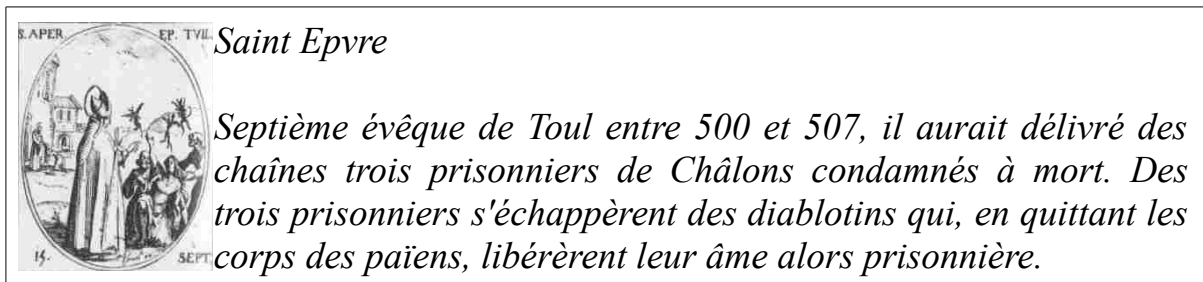 S. APER EP. TVLL
Saint Epvre
Septième évêque de Toul entre 500 et 507, il aurait délivré des
chaînes trois prisonniers de Châlons condamnés à mort. Des
trois prisonniers s'échappèrent des diablotins qui, en quittant les
corps des païens, libérèrent leur âme alors prisonnière.
15. SEPT